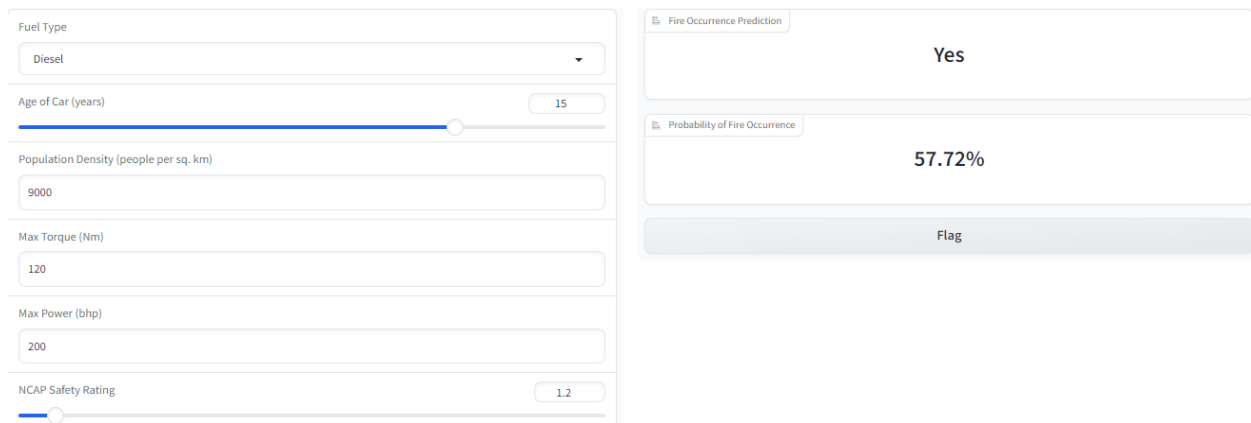 Fuel Type
Diesel
Age of Car (years)
15
Population Density (people per sq. km)
9000
Max Torque (Nm)
120
Max Power (bhp)
200
NCAP Safety Rating
1.2
Fire Occurrence Prediction
Yes
Probability of Fire Occurrence
57.72%
Flag